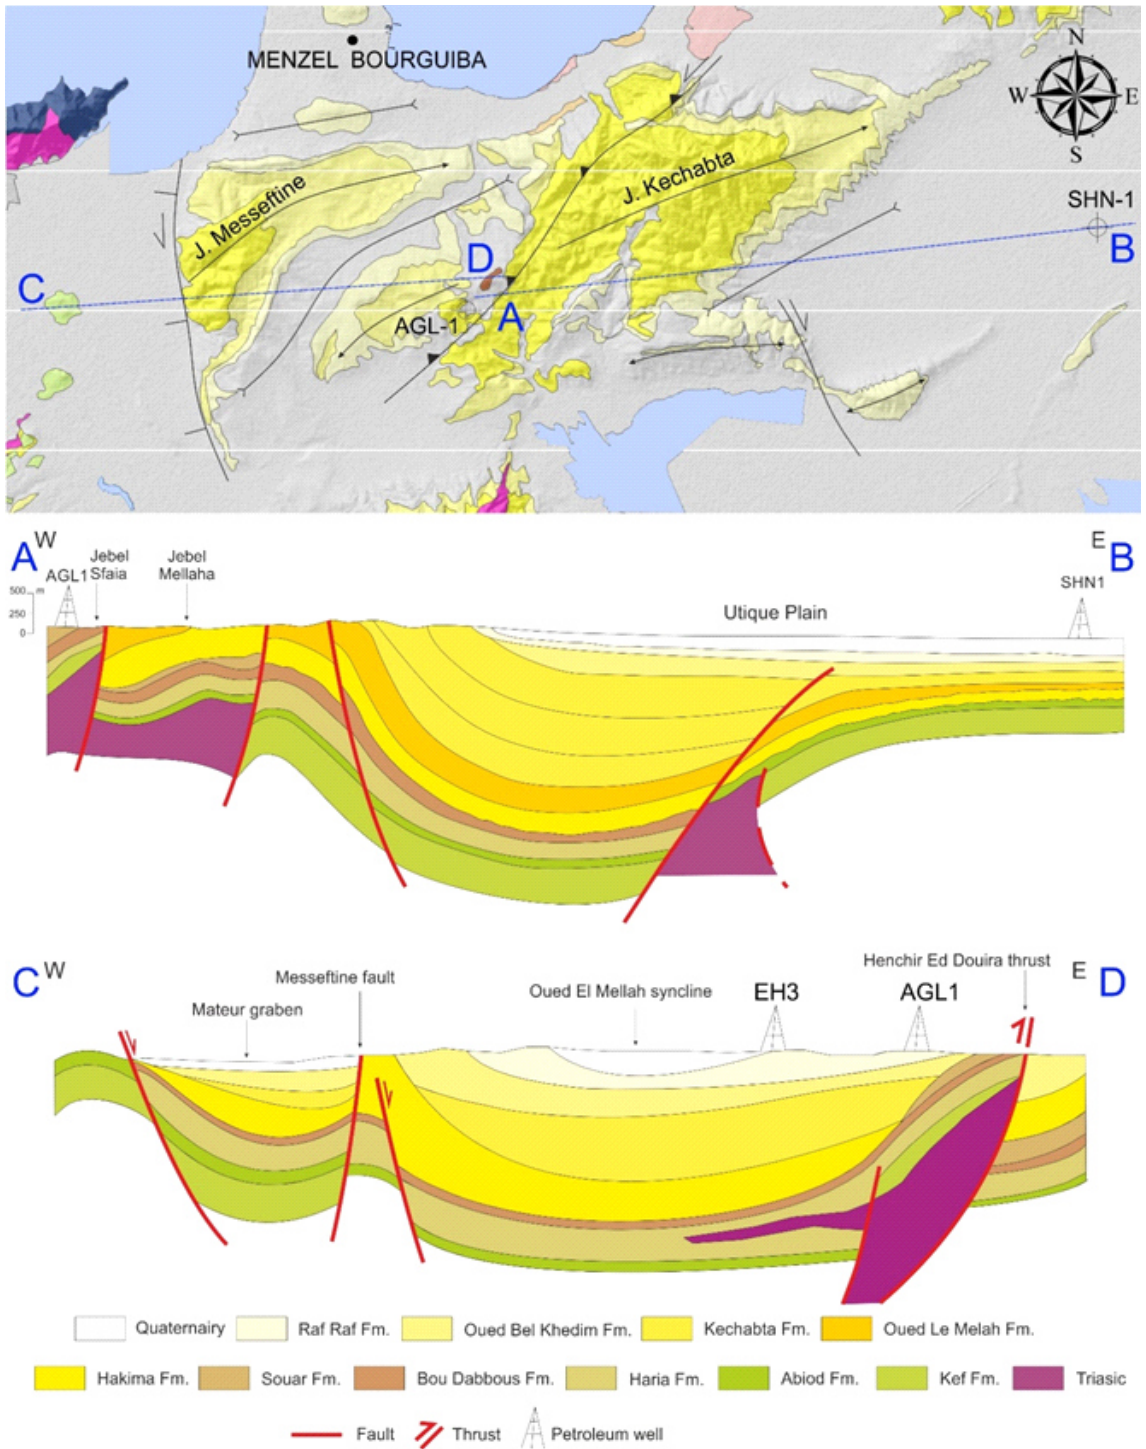 MENZEL BOURGUIBA
N
W
E
S
J. Messeftine
J. Kechabta
SHN-1
B
C
D
A
AGL-1
A W
E B
AGL1
Jebel
Sfaia
Jebel
Mellaha
SHN1
500 m
250
0
Utique Plain
C W
E D
Messeftine fault
Mateur graben
Oued El Mellah syncline
EH3
AGL1
Henchir Ed Douira thrust
Quaternairy
Raf Raf Fm.
Oued Bel Khedim Fm.
Kechabta Fm.
Oued Le Melah Fm.
Hakima Fm.
Souar Fm.
Bou Dabbous Fm.
Haria Fm.
Abiod Fm.
Kef Fm.
Triasic
Fault
Thrust
Petroleum well